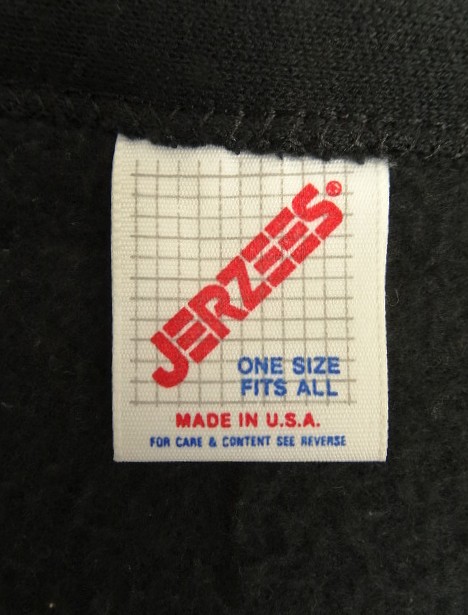 JERZEES®
ONE SIZE
FITS ALL
MADE IN U.S.A.
FOR CARE & CONTENT SEE REVERSE